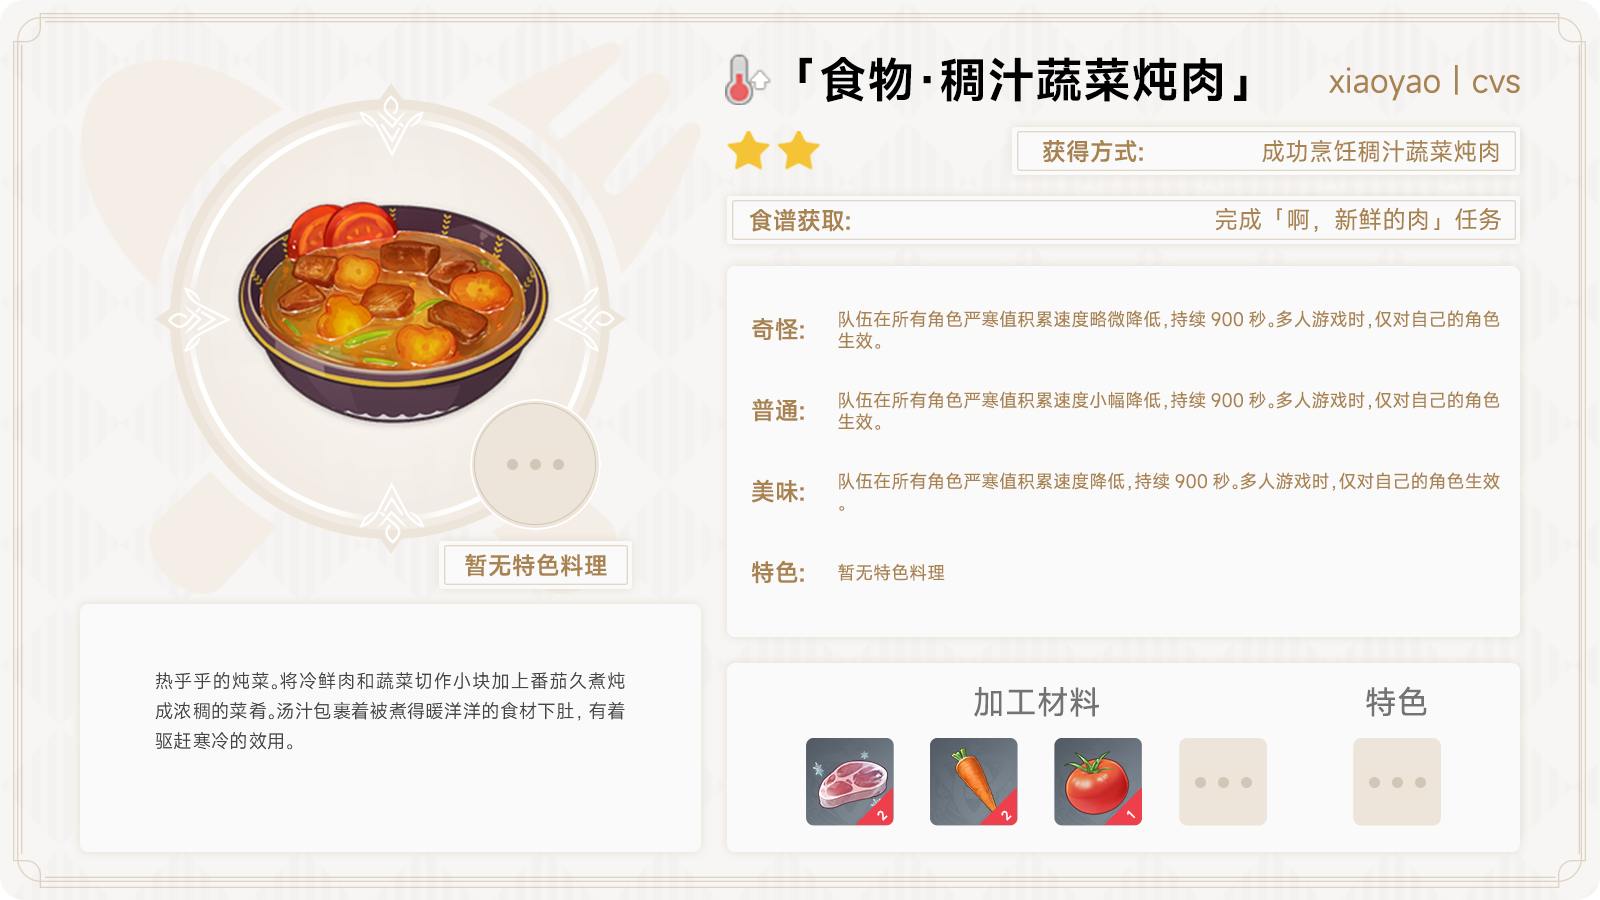 「食物·稠汁蔬菜炖肉」
xiaoyao | cvs
获得方式: 成功烹饪稠汁蔬菜炖肉
食谱获取: 完成「啊，新鲜的肉」任务
奇怪: 队伍在所有角色严寒值积累速度略微降低,持续 900 秒。多人游戏时,仅对自己的角色
生效。
普通: 队伍在所有角色严寒值积累速度小幅降低,持续 900 秒。多人游戏时,仅对自己的角色
生效。
美味: 队伍在所有角色严寒值积累速度降低,持续 900 秒。多人游戏时,仅对自己的角色生效
。
特色: 暂无特色料理
暂无特色料理
热乎乎的炖菜。将冷鲜肉和蔬菜切作小块加上番茄久煮炖
成浓稠的菜肴。汤汁包裹着被煮得暖洋洋的食材下肚，有着
驱赶寒冷的效用。
加工材料 特色
2 2 1